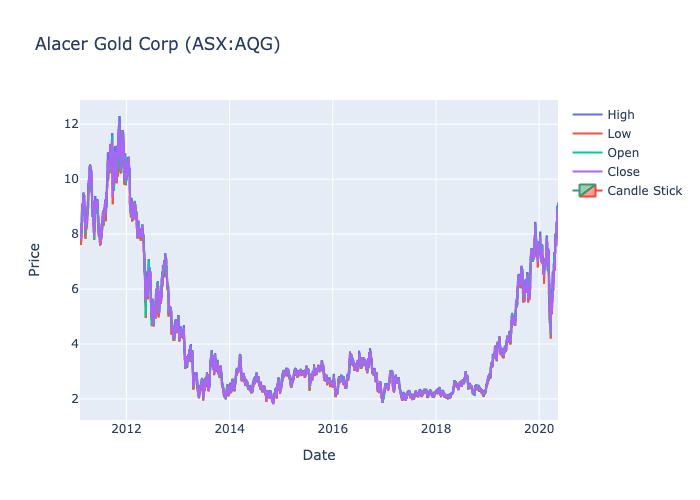 Alacer Gold Corp (ASX:AQG)
High
Low
Open
Close
Candle Stick
Price
12
10
8
6
4
2
2012
2014
2016
2018
2020
Date